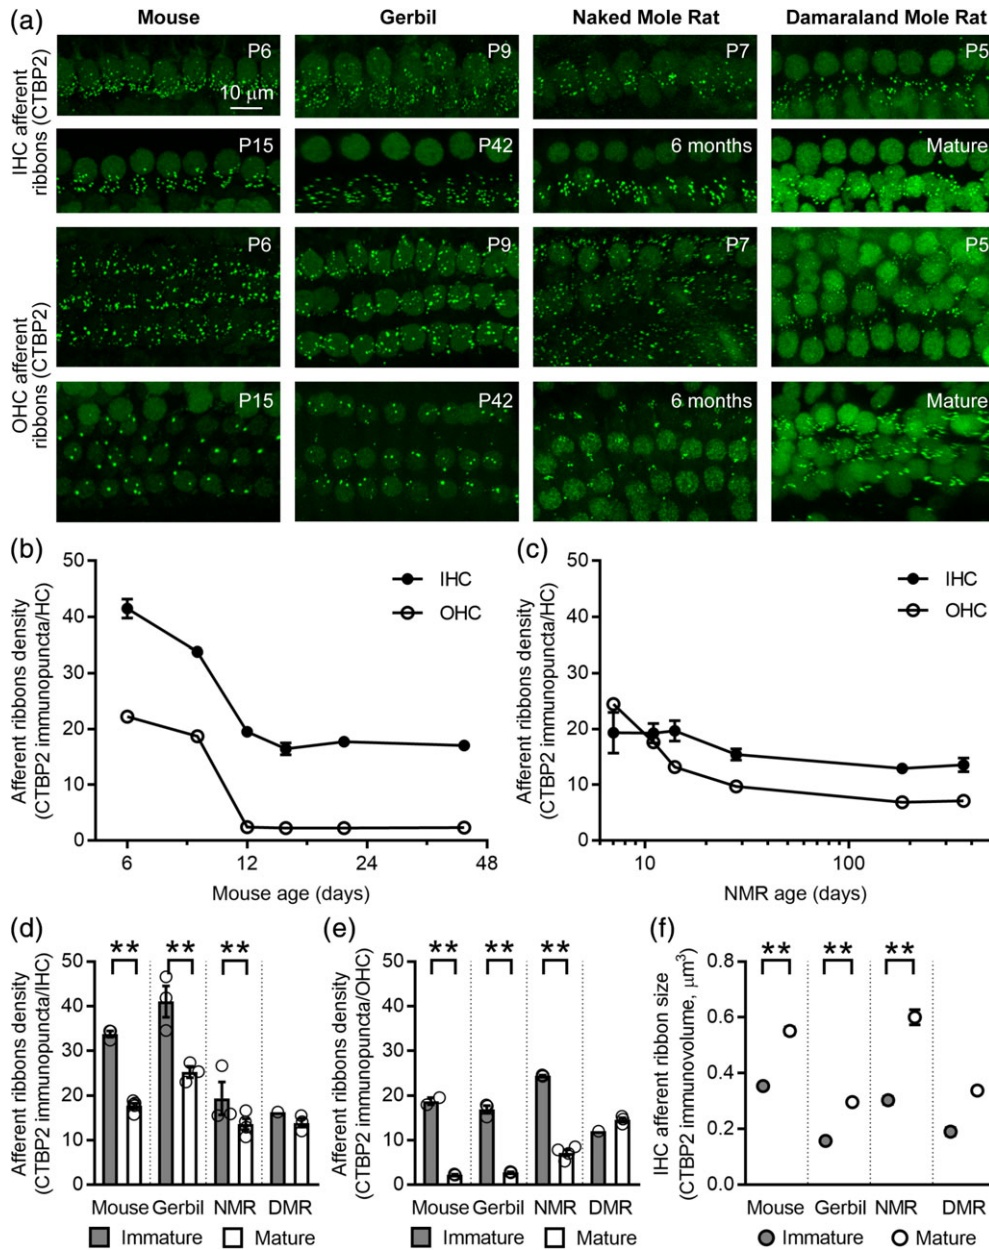 (a)
Mouse
Gerbil
Naked Mole Rat
Damaraland Mole Rat
IHC afferent
ribbons (CTBP2)
P6
10 µm
P9
P7
P5
P15
P42
6 months
Mature
OHC afferent
ribbons (CTBP2)
P6
P9
P7
P5
P15
P42
6 months
Mature
(b)
Afferent ribbons density
(CTBP2 immunopuncta/HC)
50
40
30
20
10
0
IHC
OHC
6
12
24
48
Mouse age (days)
(c)
Afferent ribbons density
(CTBP2 immunopuncta/HC)
50
40
30
20
10
0
IHC
OHC
10
100
NMR age (days)
(d)
Afferent ribbons density
(CTBP2 immunopuncta/IHC)
50
40
30
20
10
0
**
**
**
Mouse
Gerbil
NMR
DMR
Immature
Mature
(e)
Afferent ribbons density
(CTBP2 immunopuncta/OHC)
50
40
30
20
10
0
**
**
**
Mouse
Gerbil
NMR
DMR
Immature
Mature
(f)
IHC afferent ribbon size
(CTBP2 immunovolume, µm³)
0.8
0.6
0.4
0.2
0
**
**
**
Mouse
Gerbil
NMR
DMR
Immature
Mature